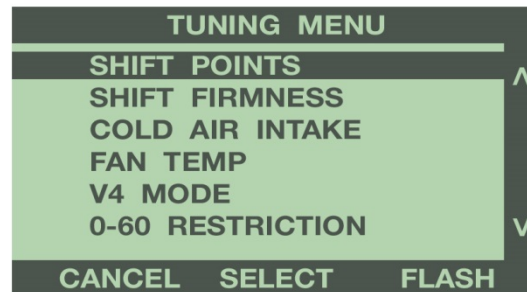 TUNING MENU
SHIFT POINTS
SHIFT FIRMNESS
COLD AIR INTAKE
FAN TEMP
V4 MODE
0-60 RESTRICTION
CANCEL SELECT FLASH